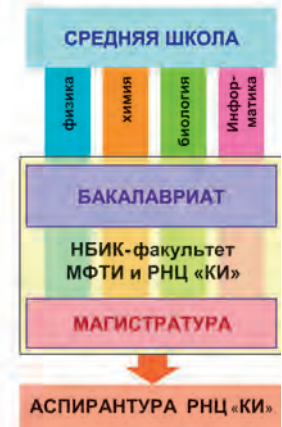 СРЕДНЯЯ ШКОЛА
физика
химия
биология
Инфор-
матика
БАКАЛАВРИАТ
НБИК-факультет
МФТИ и РНЦ «КИ»
МАГИСТРАТУРА
АСПИРАНТУРА РНЦ «КИ»